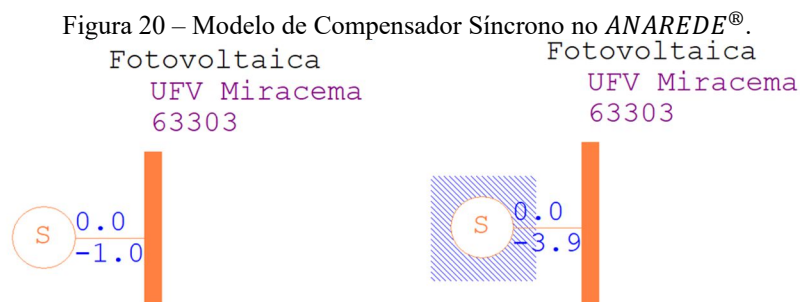 Figura 20 – Modelo de Compensador Síncrono no ANAREDE®.
Fotovoltaica
UFV Miracema
63303
S
0.0
-1.0
Fotovoltaica
UFV Miracema
63303
S
0.0
-3.9